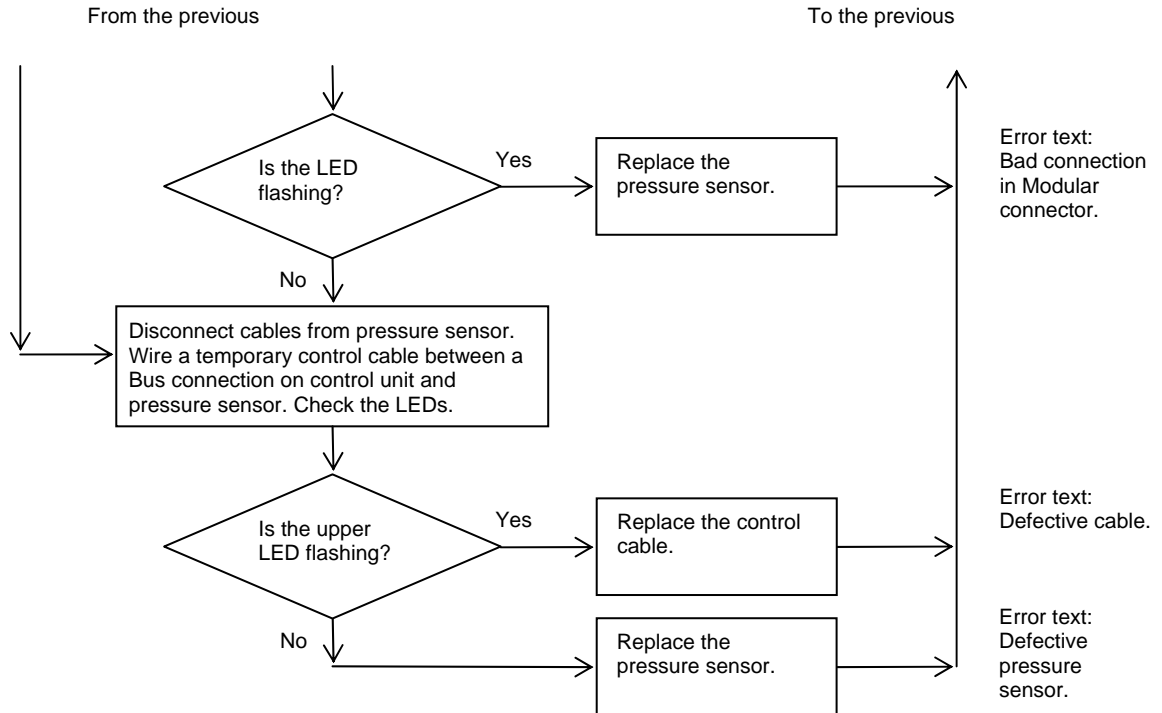 From the previous
To the previous
Is the LED
flashing?
Yes
Replace the
pressure sensor.
Error text:
Bad connection
in Modular
connector.
No
Disconnect cables from pressure sensor.
Wire a temporary control cable between a
Bus connection on control unit and
pressure sensor. Check the LEDs.
Is the upper
LED flashing?
Yes
Replace the control
cable.
Error text:
Defective cable.
No
Replace the
pressure sensor.
Error text:
Defective
pressure
sensor.